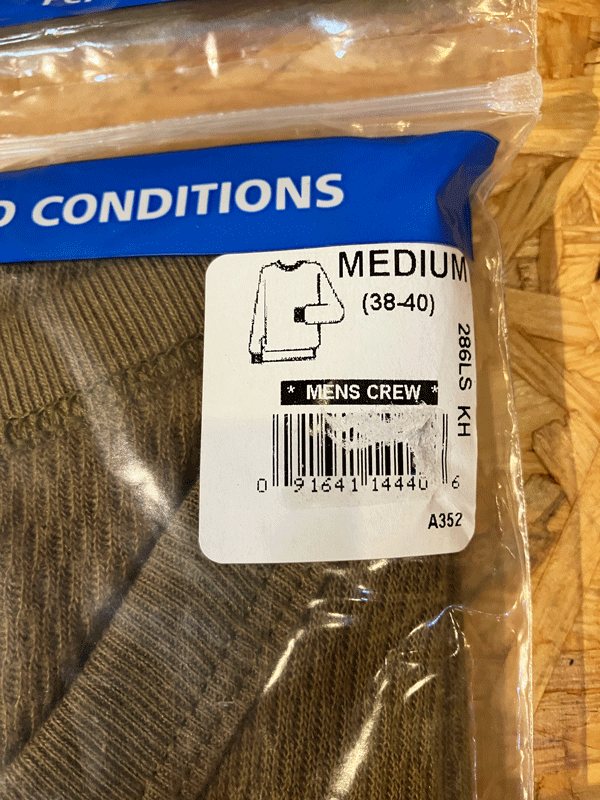 CONDITIONS
MEDIUM
(38-40)
286LS KH
* MENS CREW *
0 91641 14440 6
A352